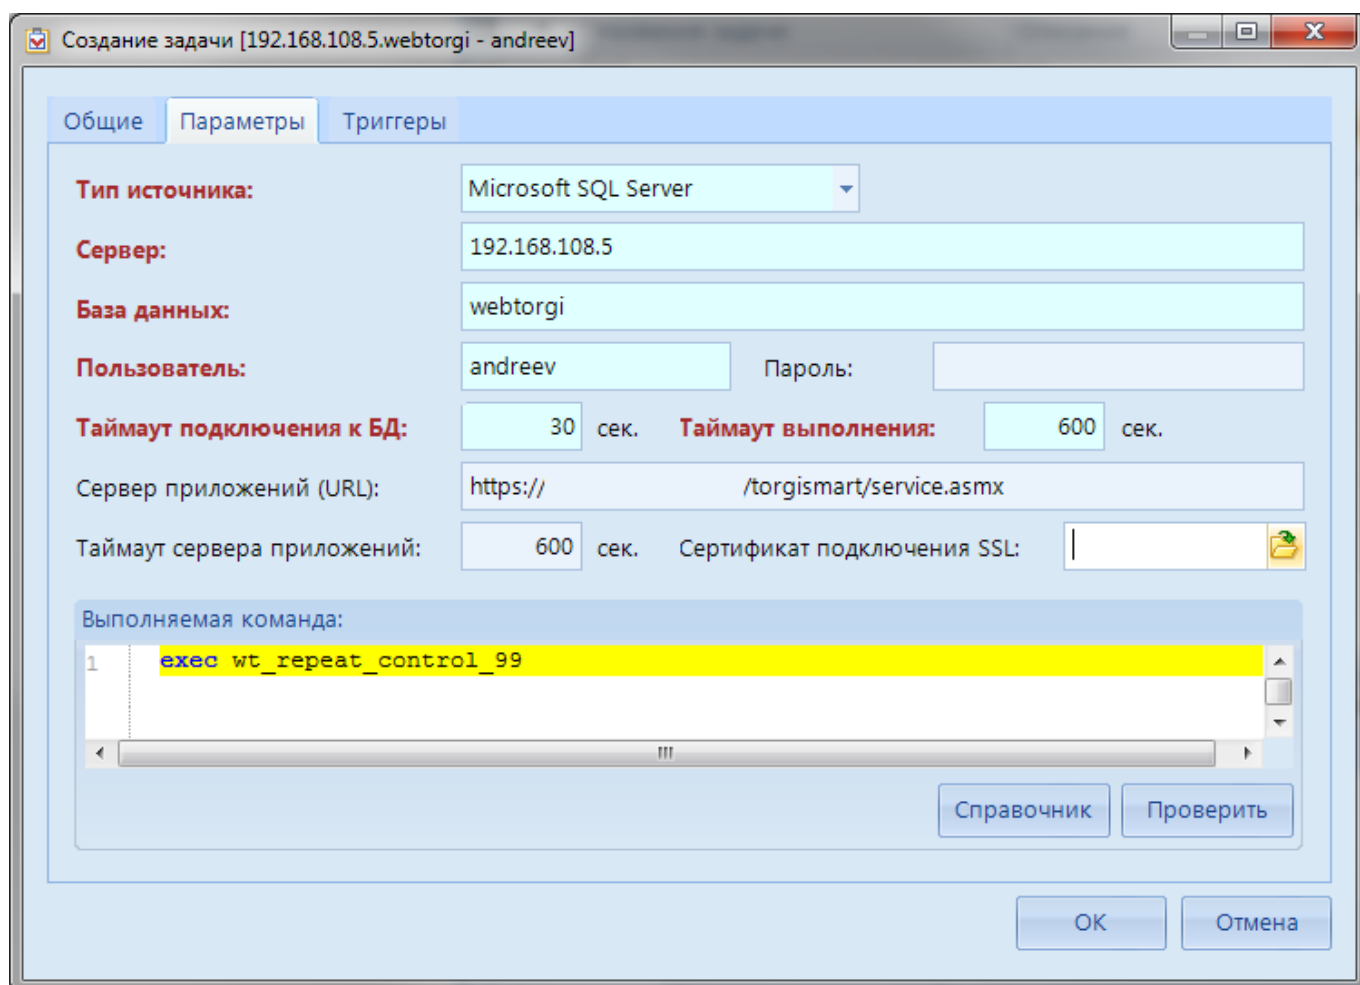 Создание задачи [192.168.108.5.webtorgi - andreev]
Общие Параметры Триггеры
Тип источника: Microsoft SQL Server
Сервер: 192.168.108.5
База данных: webtorgi
Пользователь: andreev Пароль:
Таймаут подключения к БД: 30 сек. Таймаут выполнения: 600 сек.
Сервер приложений (URL): https:// /torgismart/service.asmx
Таймаут сервера приложений: 600 сек. Сертификат подключения SSL:
Выполняемая команда:
1 exec wt_repeat_control_99
Справочник Проверить
ОК Отмена